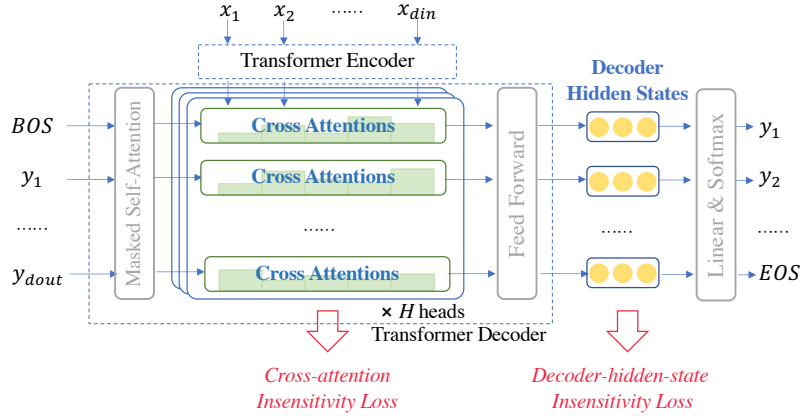 x1 x2 …… xdin
Transformer Encoder
Decoder
Hidden States
BOS
y1
……
ydout
Masked Self-Attention
Cross Attentions
Cross Attentions
……
Cross Attentions
Feed Forward
……
Linear & Softmax
y1
y2
……
EOS
× H heads
Transformer Decoder
Cross-attention
Insensitivity Loss
Decoder-hidden-state
Insensitivity Loss